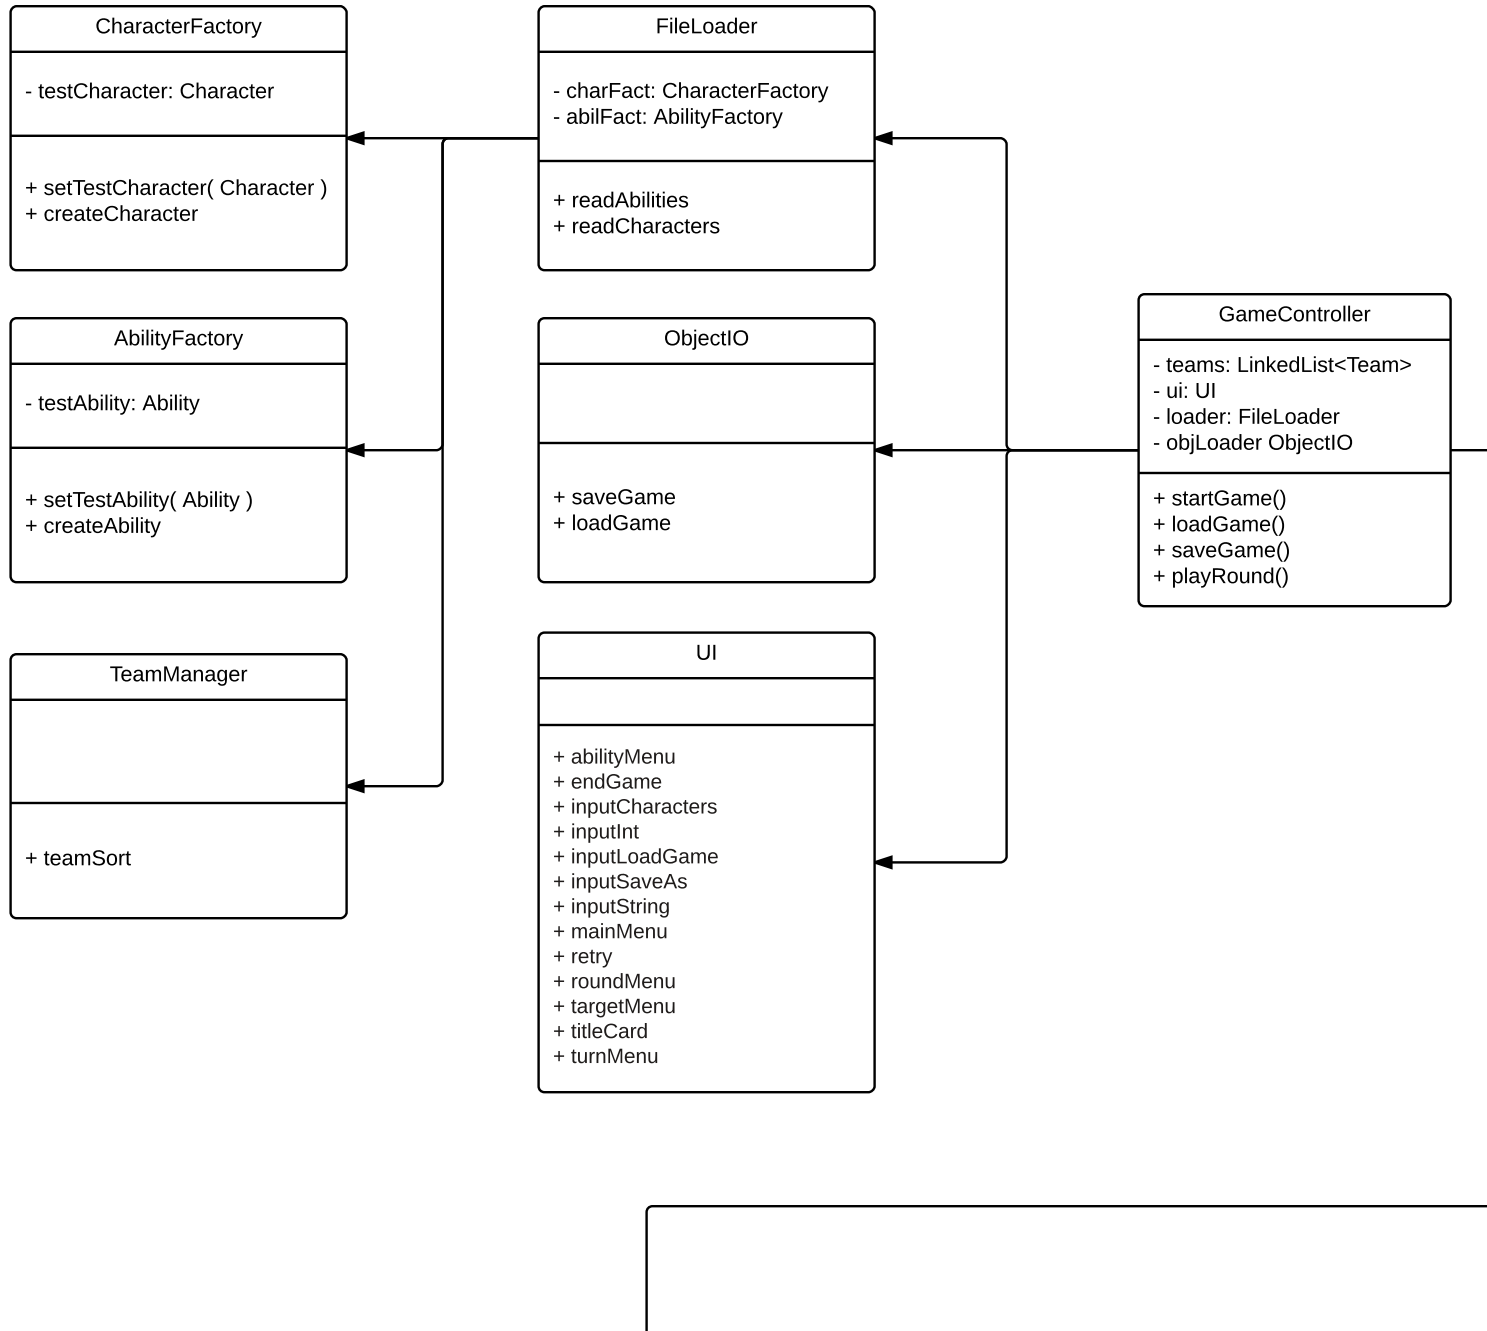 CharacterFactory
- testCharacter: Character
+ setTestCharacter( Character )
+ createCharacter
FileLoader
- charFact: CharacterFactory
- abilFact: AbilityFactory
+ readAbilities
+ readCharacters
AbilityFactory
- testAbility: Ability
+ setTestAbility( Ability )
+ createAbility
ObjectIO
+ saveGame
+ loadGame
GameController
- teams: LinkedList<Team>
- ui: UI
- loader: FileLoader
- objLoader ObjectIO
+ startGame()
+ loadGame()
+ saveGame()
+ playRound()
TeamManager
+ teamSort
UI
+ abilityMenu
+ endGame
+ inputCharacters
+ inputInt
+ inputLoadGame
+ inputSaveAs
+ inputString
+ mainMenu
+ retry
+ roundMenu
+ targetMenu
+ titleCard
+ turnMenu